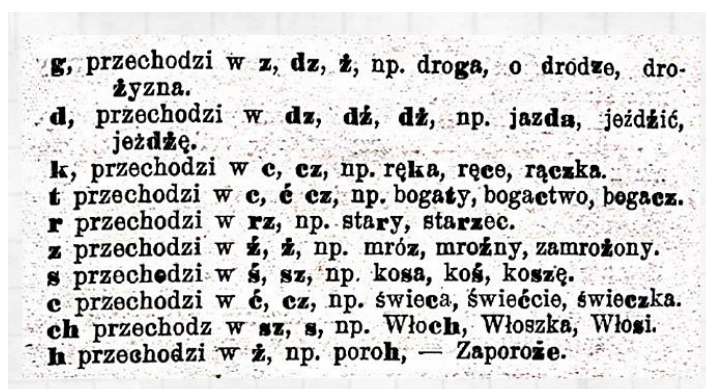 g, przechodzi w z, dz, ż, np. droga, o drodze, dro-
żyzna.
d, przechodzi w dz, dź, dż, np. jazda, jeździć,
jeżdżę.
k, przechodzi w c, cz, np. ręka, ręce, rączka.
t przechodzi w c, ć cz, np. bogaty, bogactwo, bogacz.
r przechodzi w rz, np. stary, starzec.
z przechodzi w ź, ż, np. mróz, mroźny, zamrożony.
s przechodzi w ś, sz, np. kosa, koś, koszę.
c przechodzi w ć, cz, np. świeca, świećcie, świeczka.
ch przechodz w sz, s, np. Włoch, Włoszka, Włosi.
h przechodzi w ż, np. poroh, — Zaporoże.